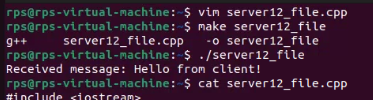 rps@rps-virtual-machine:~$ vim server12_file.cpp
rps@rps-virtual-machine:~$ make server12_file
g++     server12_file.cpp   -o server12_file
rps@rps-virtual-machine:~$ ./server12_file
Received message: Hello from client!
rps@rps-virtual-machine:~$ cat server12_file.cpp
#include <iostream>